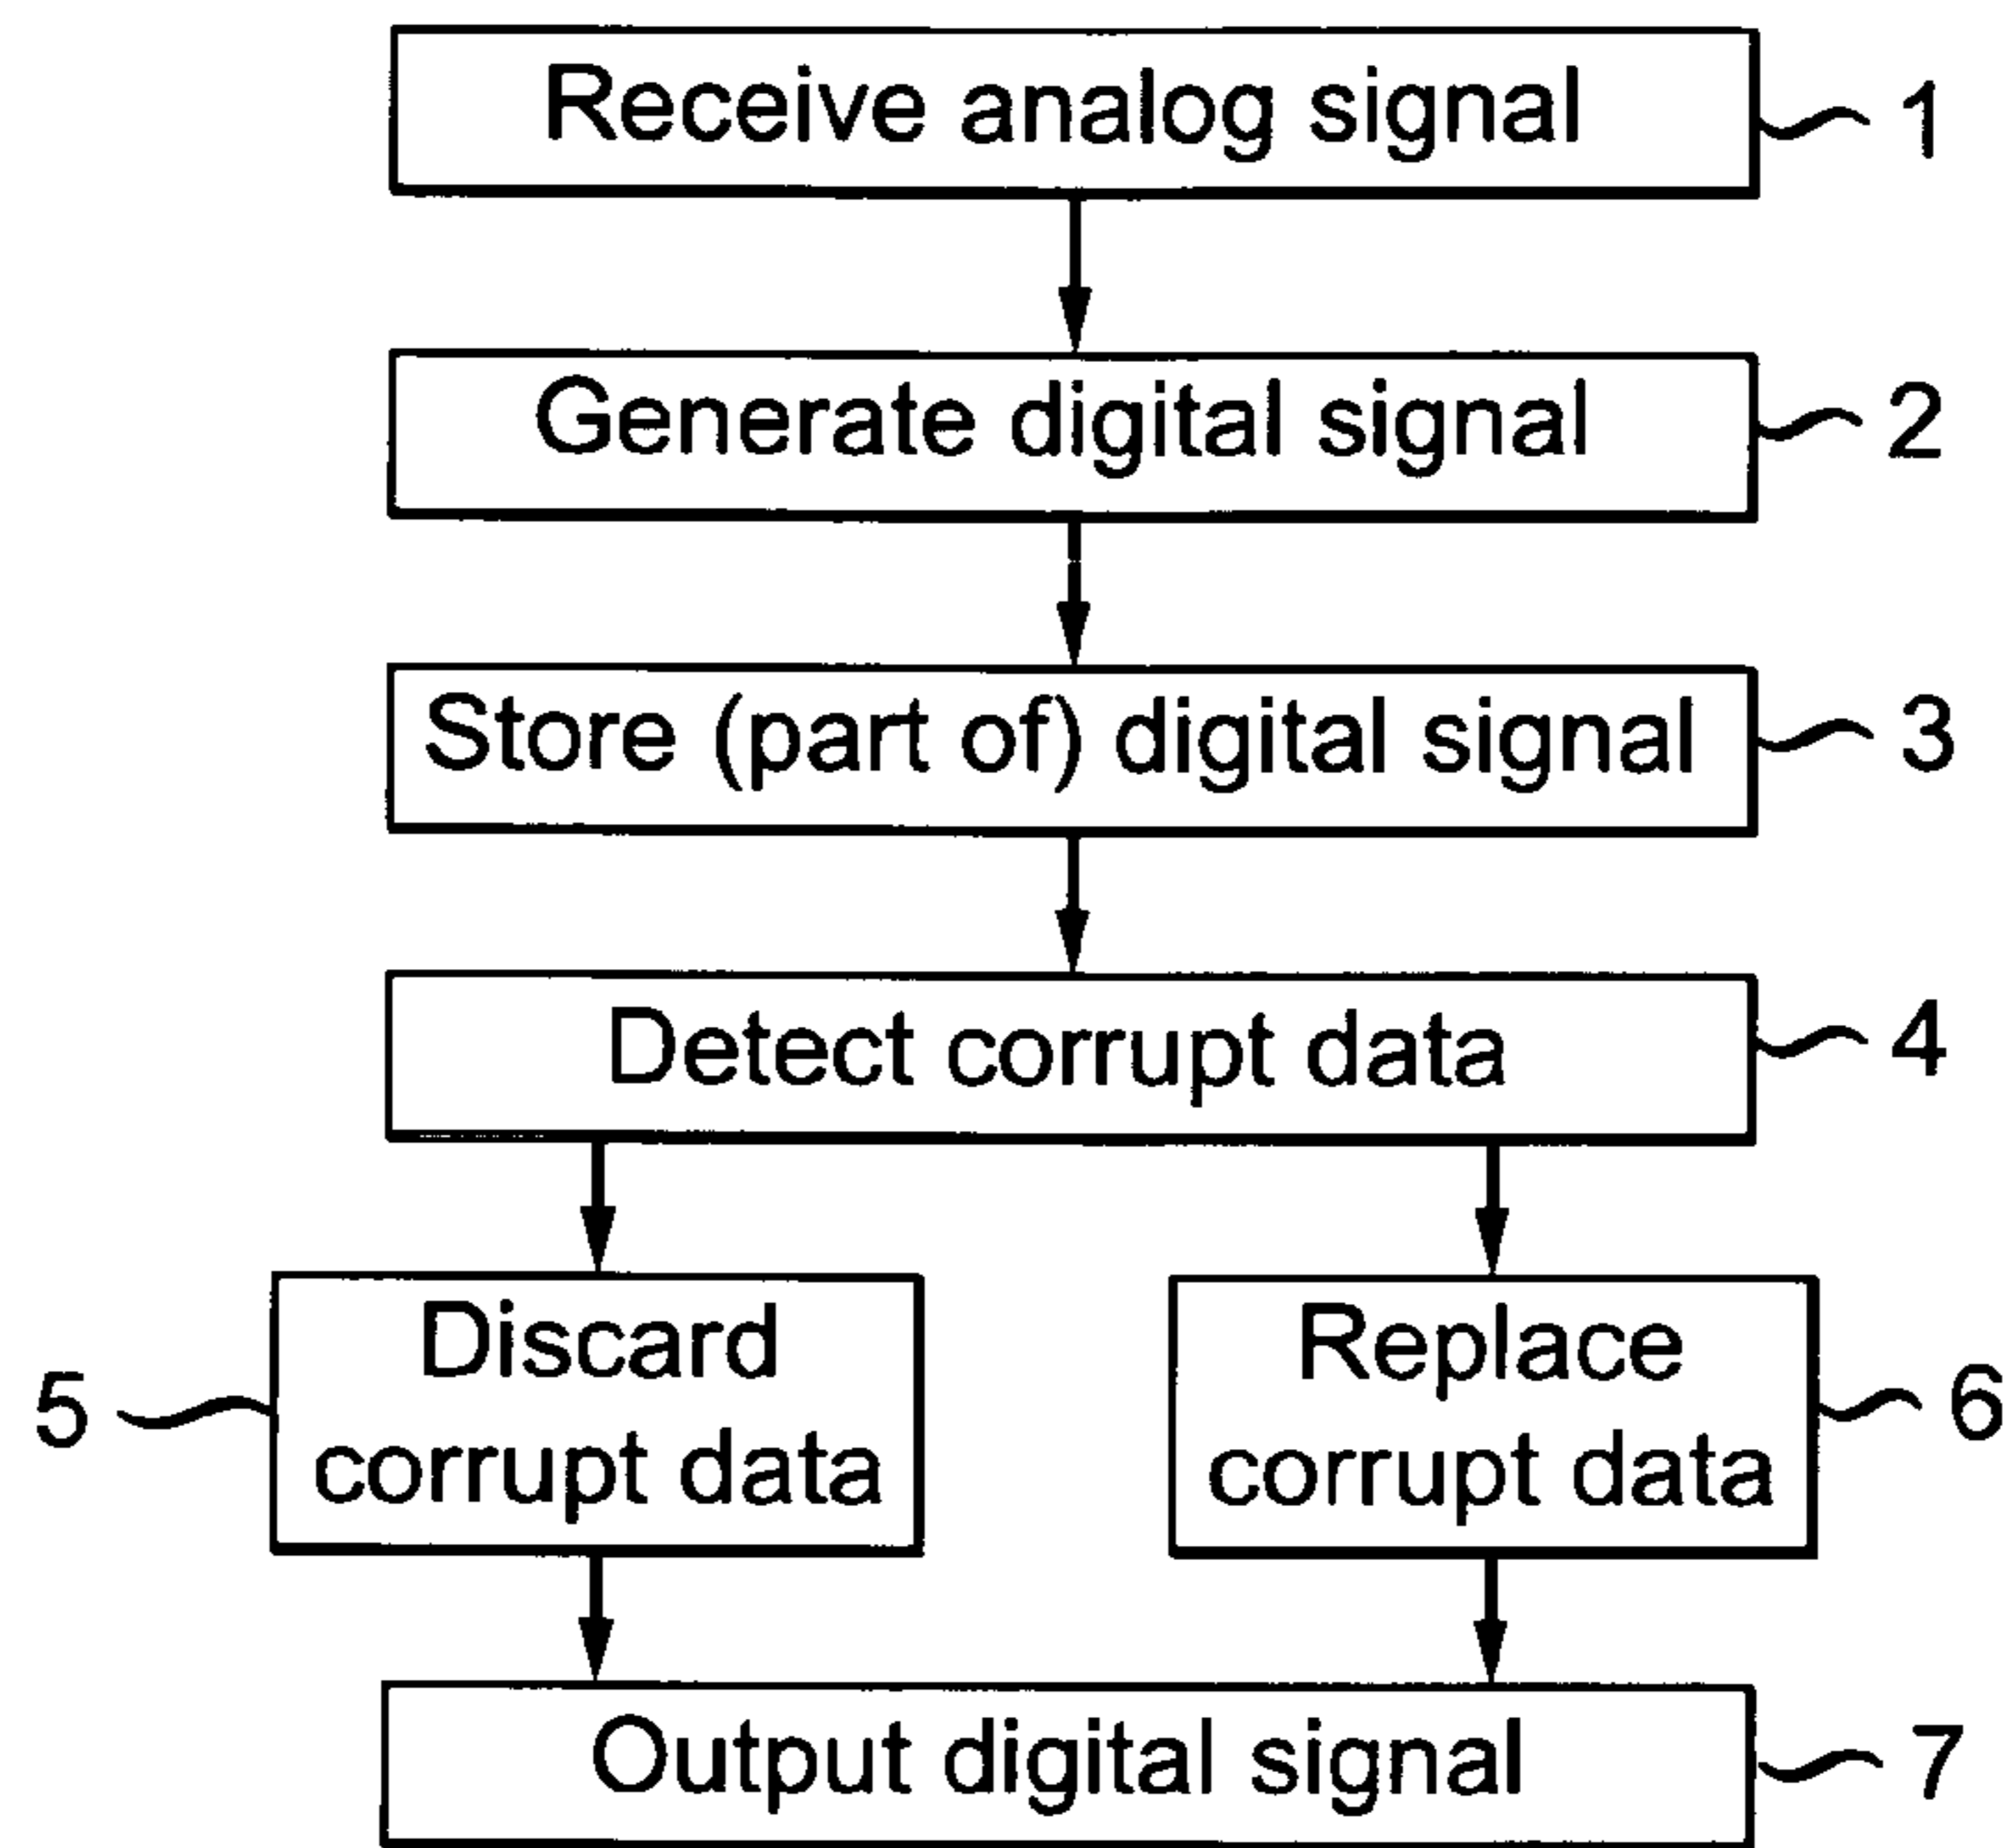 Receive analog signal
1
Generate digital signal
2
Store (part of) digital signal
3
Detect corrupt data
4
5
Discard
corrupt data
Replace
corrupt data
6
Output digital signal
7